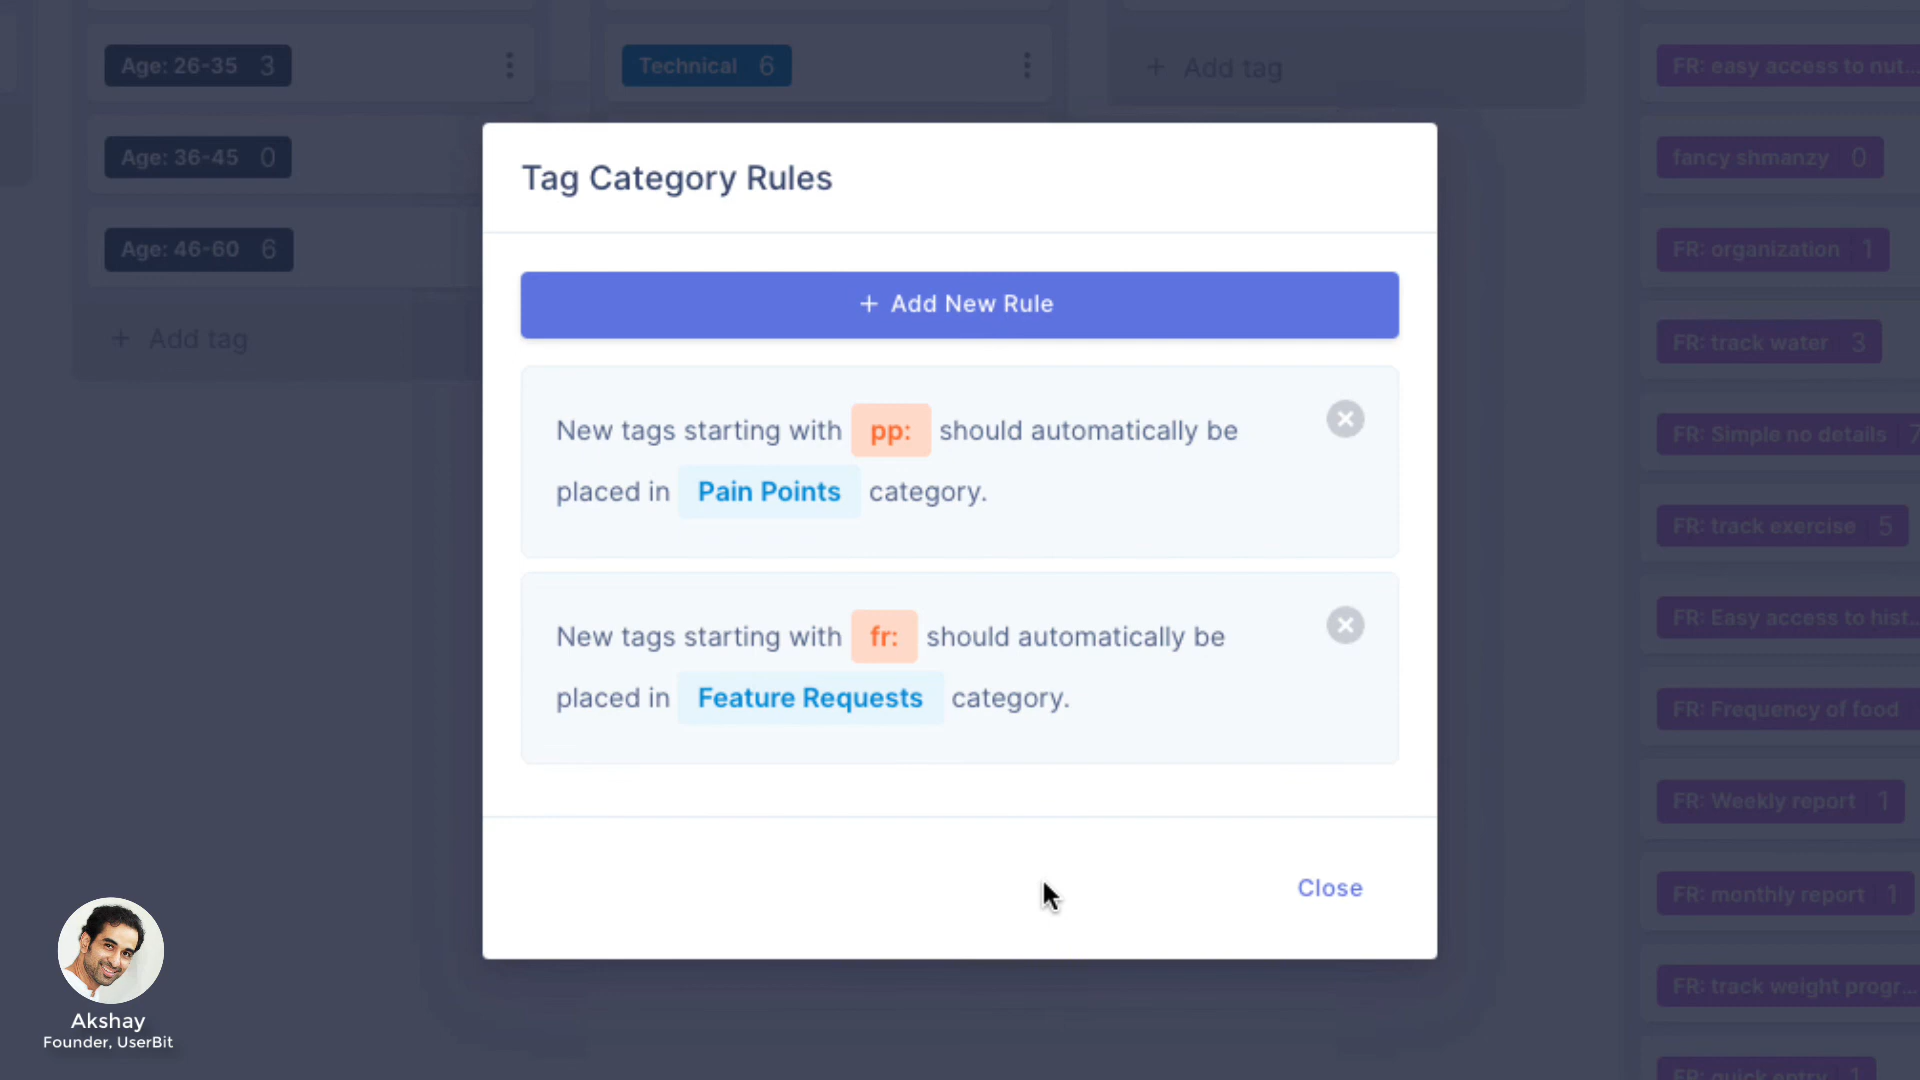 Age: 26-35 3
Technical 6
+ Add tag
FR: easy access to nut...
Age: 36-45 0
fancy shmanzy 0
Tag Category Rules
Age: 46-60 6
FR: organization 1
+ Add New Rule
+ Add tag
FR: track water 3
New tags starting with pp: should automatically be
placed in Pain Points category.
FR: Simple no details 7
FR: track exercise 5
New tags starting with fr: should automatically be
placed in Feature Requests category.
FR: Easy access to hist...
FR: Frequency of food
FR: Weekly report 1
Close
FR: monthly report 1
FR: track weight progr...
Akshay
Founder, UserBit
FR: quick entry 1